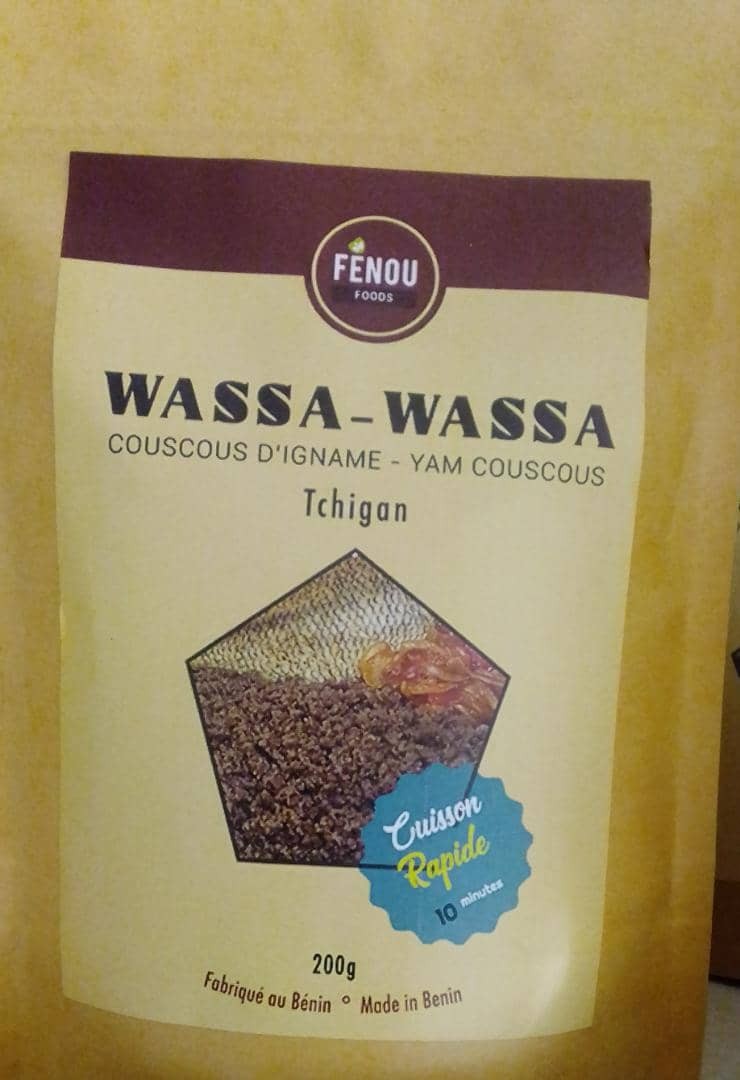 FENOU
FOODS
WASSA-WASSA
COUSCOUS D'IGNAME - YAM COUSCOUS
Tchigan
Cuisson
Rapide
10 minutes
200g
Fabriqué au Bénin ° Made in Benin